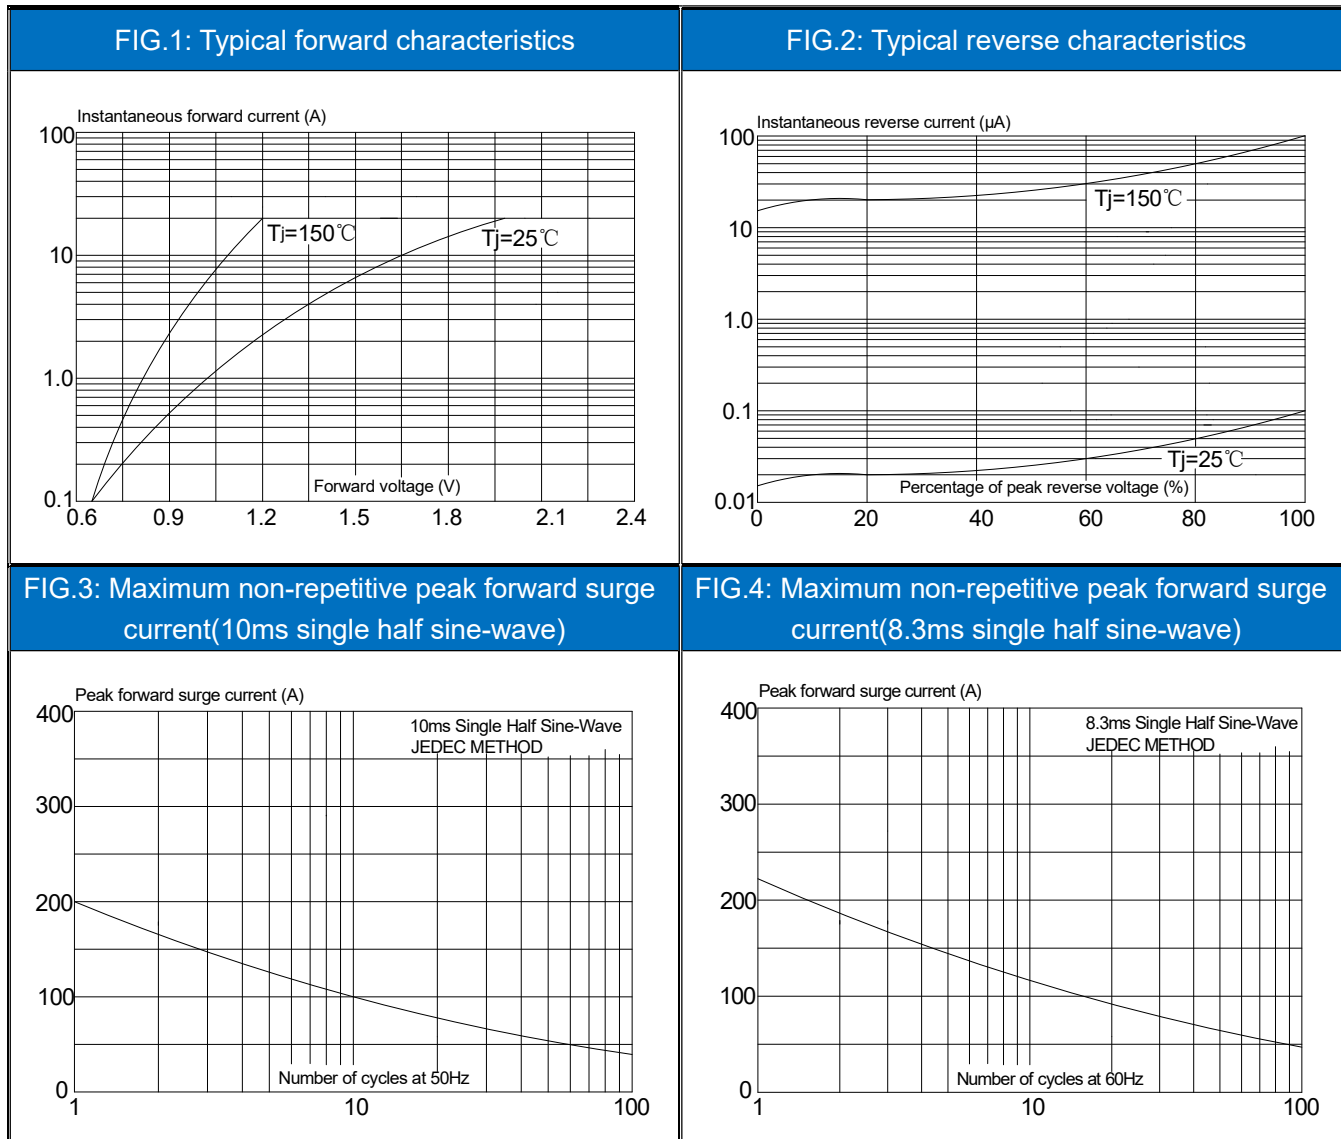 FIG.1: Typical forward characteristics
Instantaneous forward current (A)
100
10
1.0
0.1
Tj=150℃
Tj=25℃
Forward voltage (V)
0.6 0.9 1.2 1.5 1.8 2.1 2.4
FIG.2: Typical reverse characteristics
Instantaneous reverse current (μA)
100
10
1.0
0.1
0.01
Tj=150℃
Tj=25℃
Percentage of peak reverse voltage (%)
0 20 40 60 80 100
FIG.3: Maximum non-repetitive peak forward surge
current(10ms single half sine-wave)
Peak forward surge current (A)
400
300
200
100
0
10ms Single Half Sine-Wave
JEDEC METHOD
Number of cycles at 50Hz
1 10 100
FIG.4: Maximum non-repetitive peak forward surge
current(8.3ms single half sine-wave)
Peak forward surge current (A)
400
300
200
100
0
8.3ms Single Half Sine-Wave
JEDEC METHOD
Number of cycles at 60Hz
1 10 100